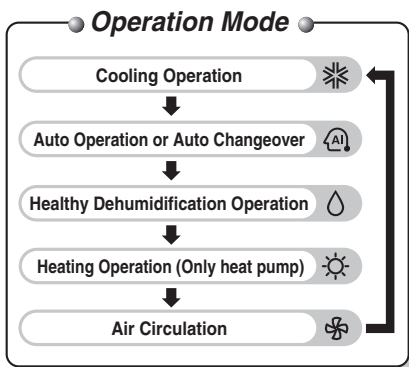 Operation Mode
Cooling Operation
Auto Operation or Auto Changeover
AI
Healthy Dehumidification Operation
Heating Operation (Only heat pump)
Air Circulation